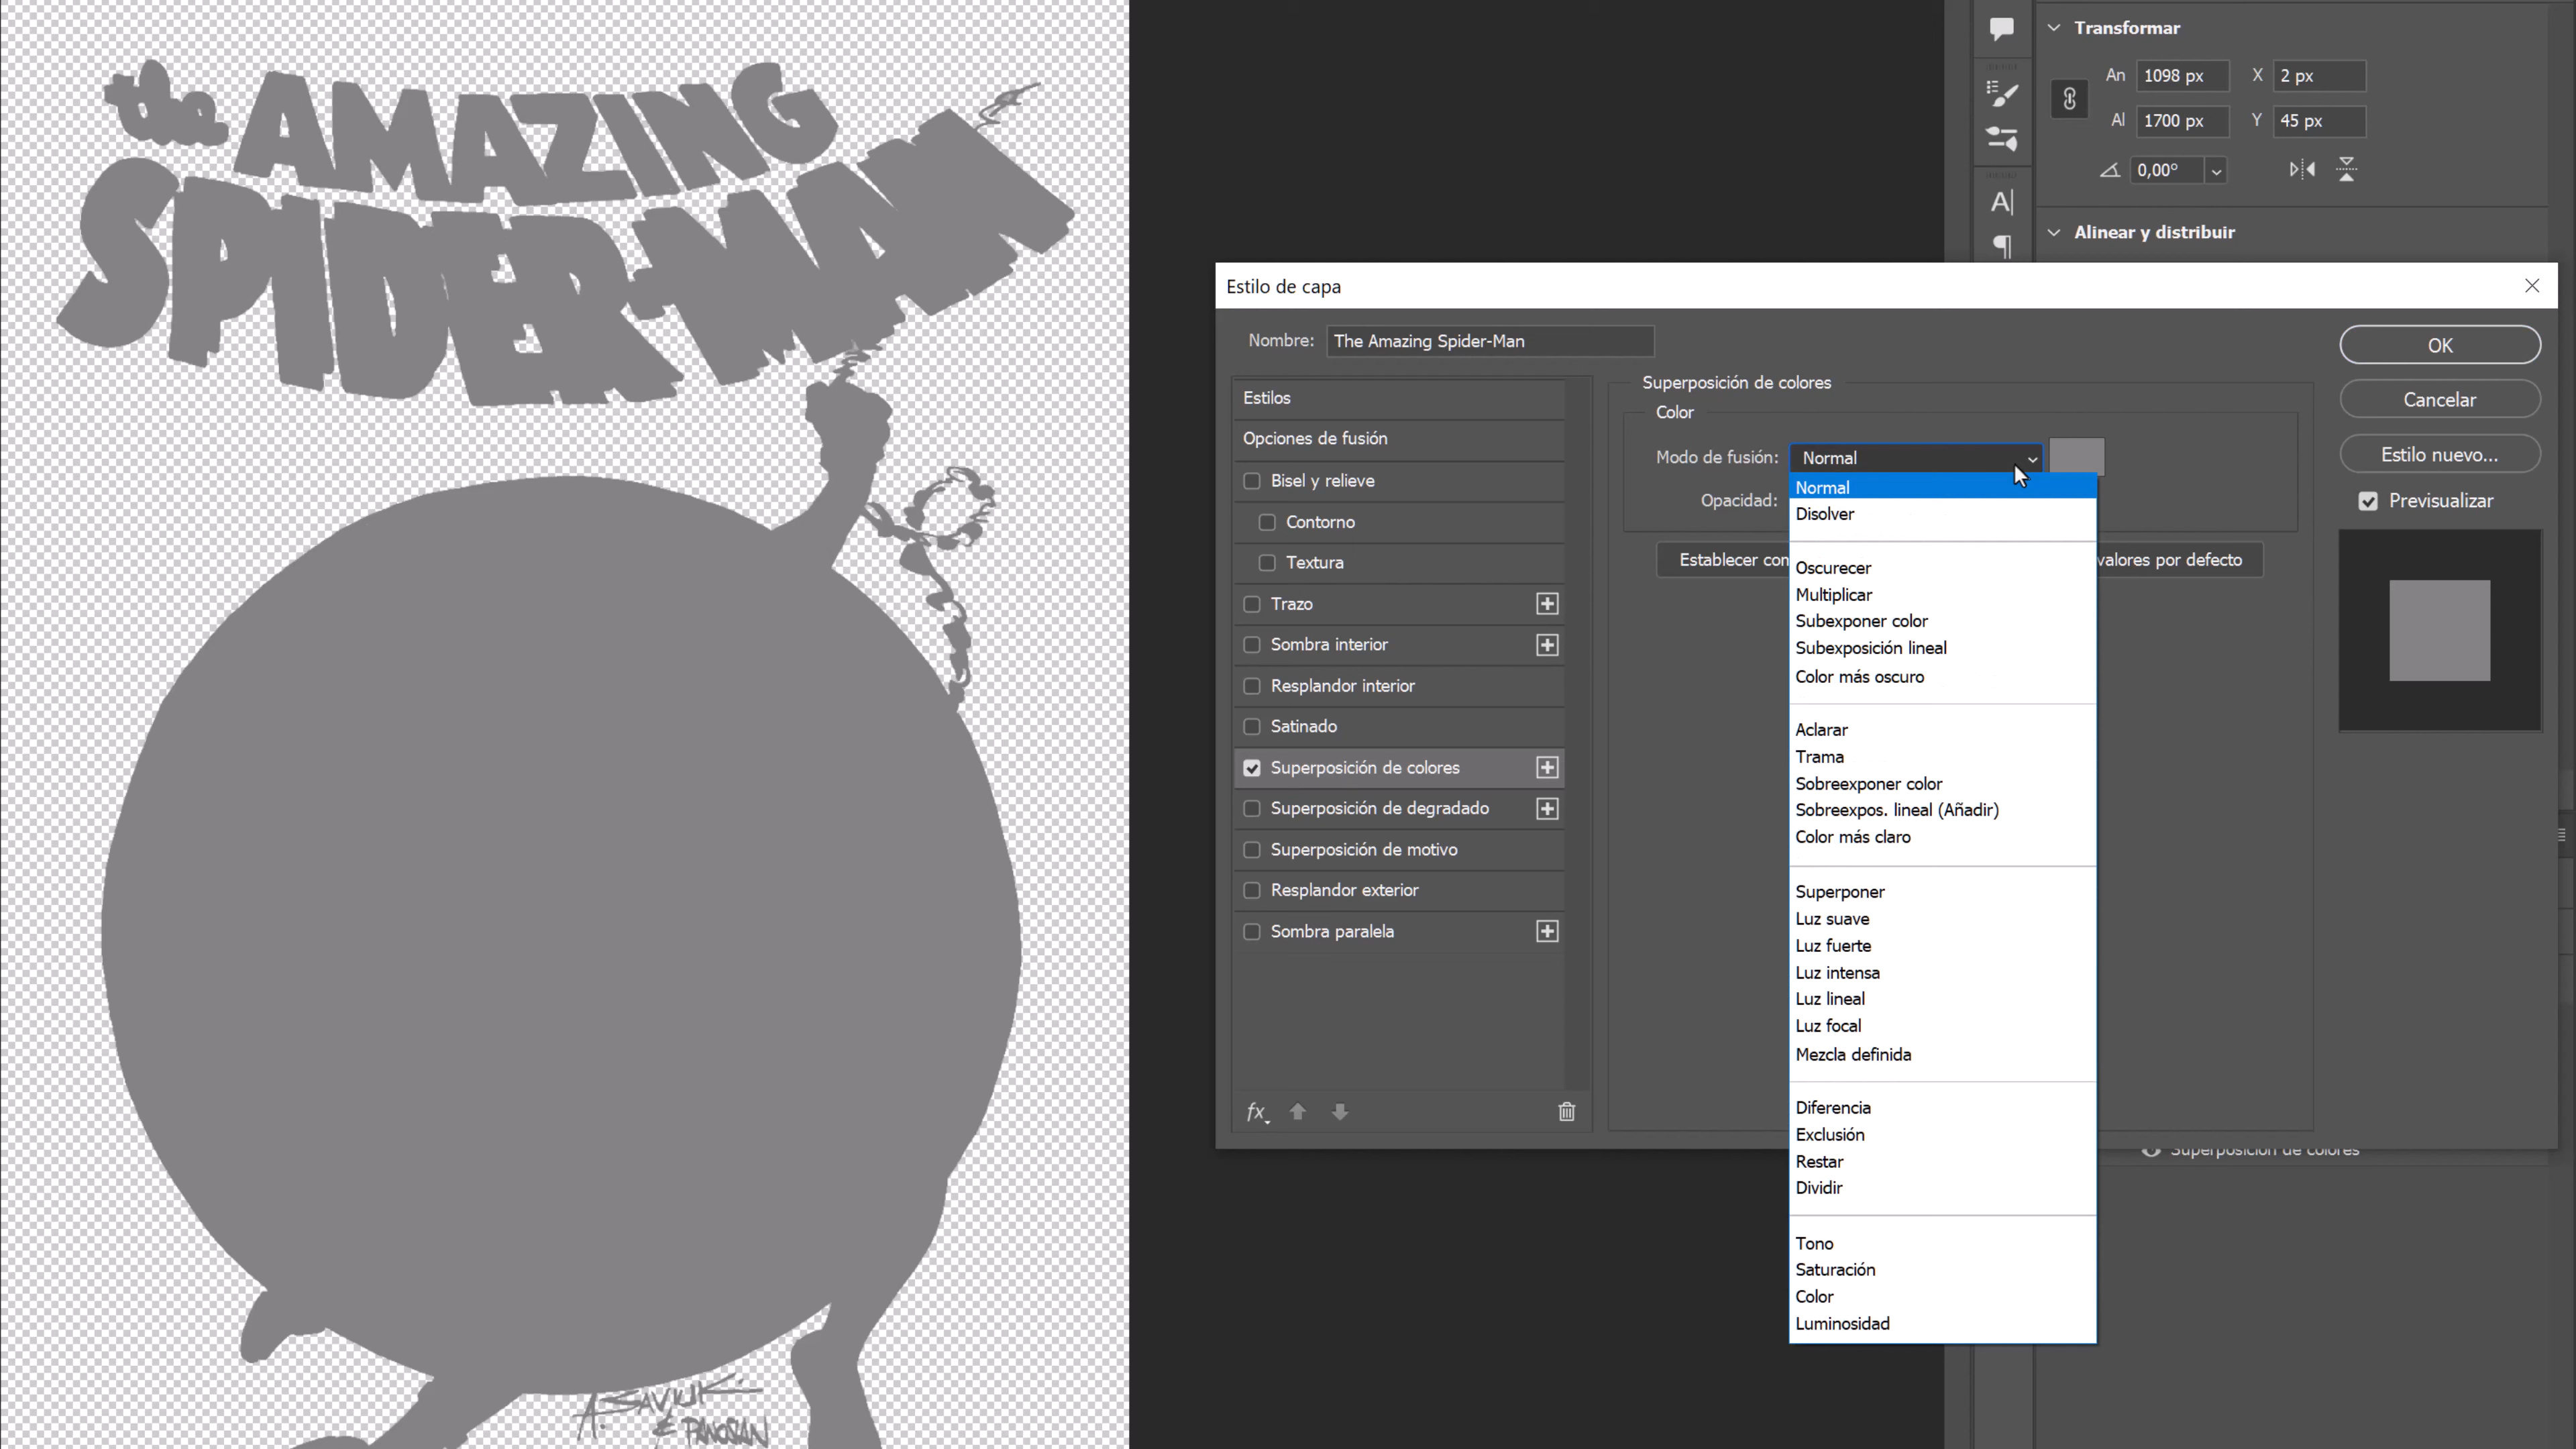 the AMAZING
SPIDER-MAN
A. SAVIUK
& PANOSIAN
Transformar
An 1098 px X 2 px
Al 1700 px Y 45 px
0,00°
Alinear y distribuir
Estilo de capa
Nombre: The Amazing Spider-Man
Estilos
Opciones de fusión
Bisel y relieve
Contorno
Textura
Trazo
Sombra interior
Resplandor interior
Satinado
Superposición de colores
Superposición de degradado
Superposición de motivo
Resplandor exterior
Sombra paralela
fx
Superposición de colores
Color
Modo de fusión: Normal
Opacidad:
Establecer con
valores por defecto
Normal
Disolver
Oscurecer
Multiplicar
Subexponer color
Subexposición lineal
Color más oscuro
Aclarar
Trama
Sobreexponer color
Sobreexpos. lineal (Añadir)
Color más claro
Superponer
Luz suave
Luz fuerte
Luz intensa
Luz lineal
Luz focal
Mezcla definida
Diferencia
Exclusión
Restar
Dividir
Tono
Saturación
Color
Luminosidad
OK
Cancelar
Estilo nuevo...
Previsualizar
Superposición de colores